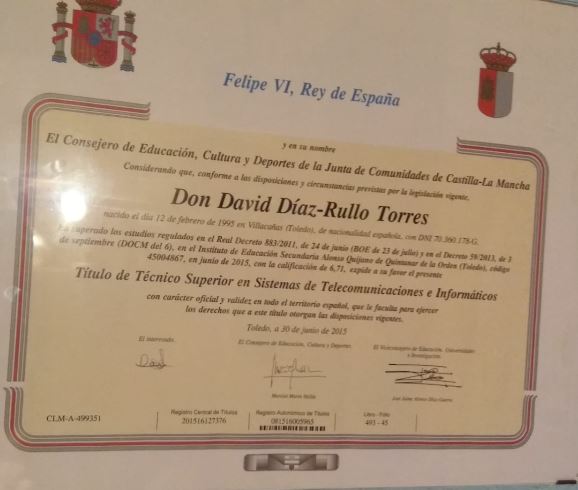 Felipe VI, Rey de España
y en su nombre
El Consejero de Educación, Cultura y Deportes de la Junta de Comunidades de Castilla-La Mancha
Considerando que, conforme a las disposiciones y circunstancias previstas por la legislación vigente,
Don David Díaz-Rullo Torres
nacido el día 12 de febrero de 1995 en Villacañas (Toledo), de nacionalidad española, con DNI 70.360.178-G.
superado los estudios regulados en el Real Decreto 883/2011, de 24 de junio (BOE de 23 de julio) y en el Decreto 59/2013, de 3
de septiembre (DOCM del 6), en el Instituto de Educación Secundaria Alonso Quijano de Quintanar de la Orden (Toledo), código
45004867, en junio de 2015, con la calificación de 6,71, expide a su favor el presente
Título de Técnico Superior en Sistemas de Telecomunicaciones e Informáticos
con carácter oficial y validez en todo el territorio español, que le faculta para ejercer
los derechos que a este título otorgan las disposiciones vigentes.
Toledo, a 30 de junio de 2015
El interesado, El Consejero de Educación, Cultura y Deportes, El Viceconsejero de Educación, Universidades
e Investigación,
David
Marcial Marín Hellín José Jaime Alonso Díaz-Guerra
CLM-A-499351
Registro Central de Títulos Registro Autonómico de Títulos Libro - Folio
201516127376 081516005965 493 - 45